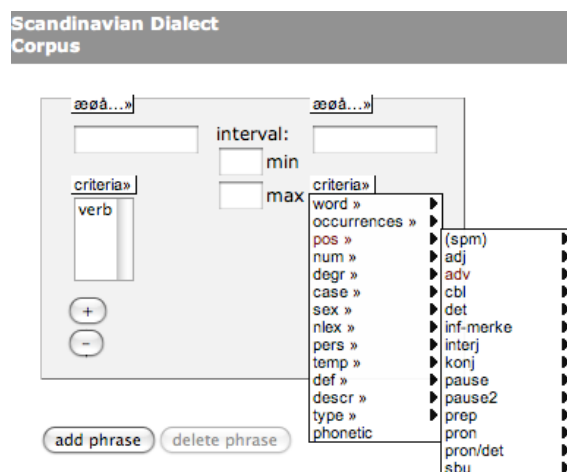 Scandinavian Dialect
Corpus
æøå...»
æøå...»
interval:
min
max
criteria»
verb
+
-
criteria»
word »
occurrences »
pos »
num »
degr »
case »
sex »
nlex »
pers »
temp »
def »
descr »
type »
phonetic
(spm)
adj
adv
cbl
det
inf-merke
interj
konj
pause
pause2
prep
pron
pron/det
sbu
add phrase
delete phrase